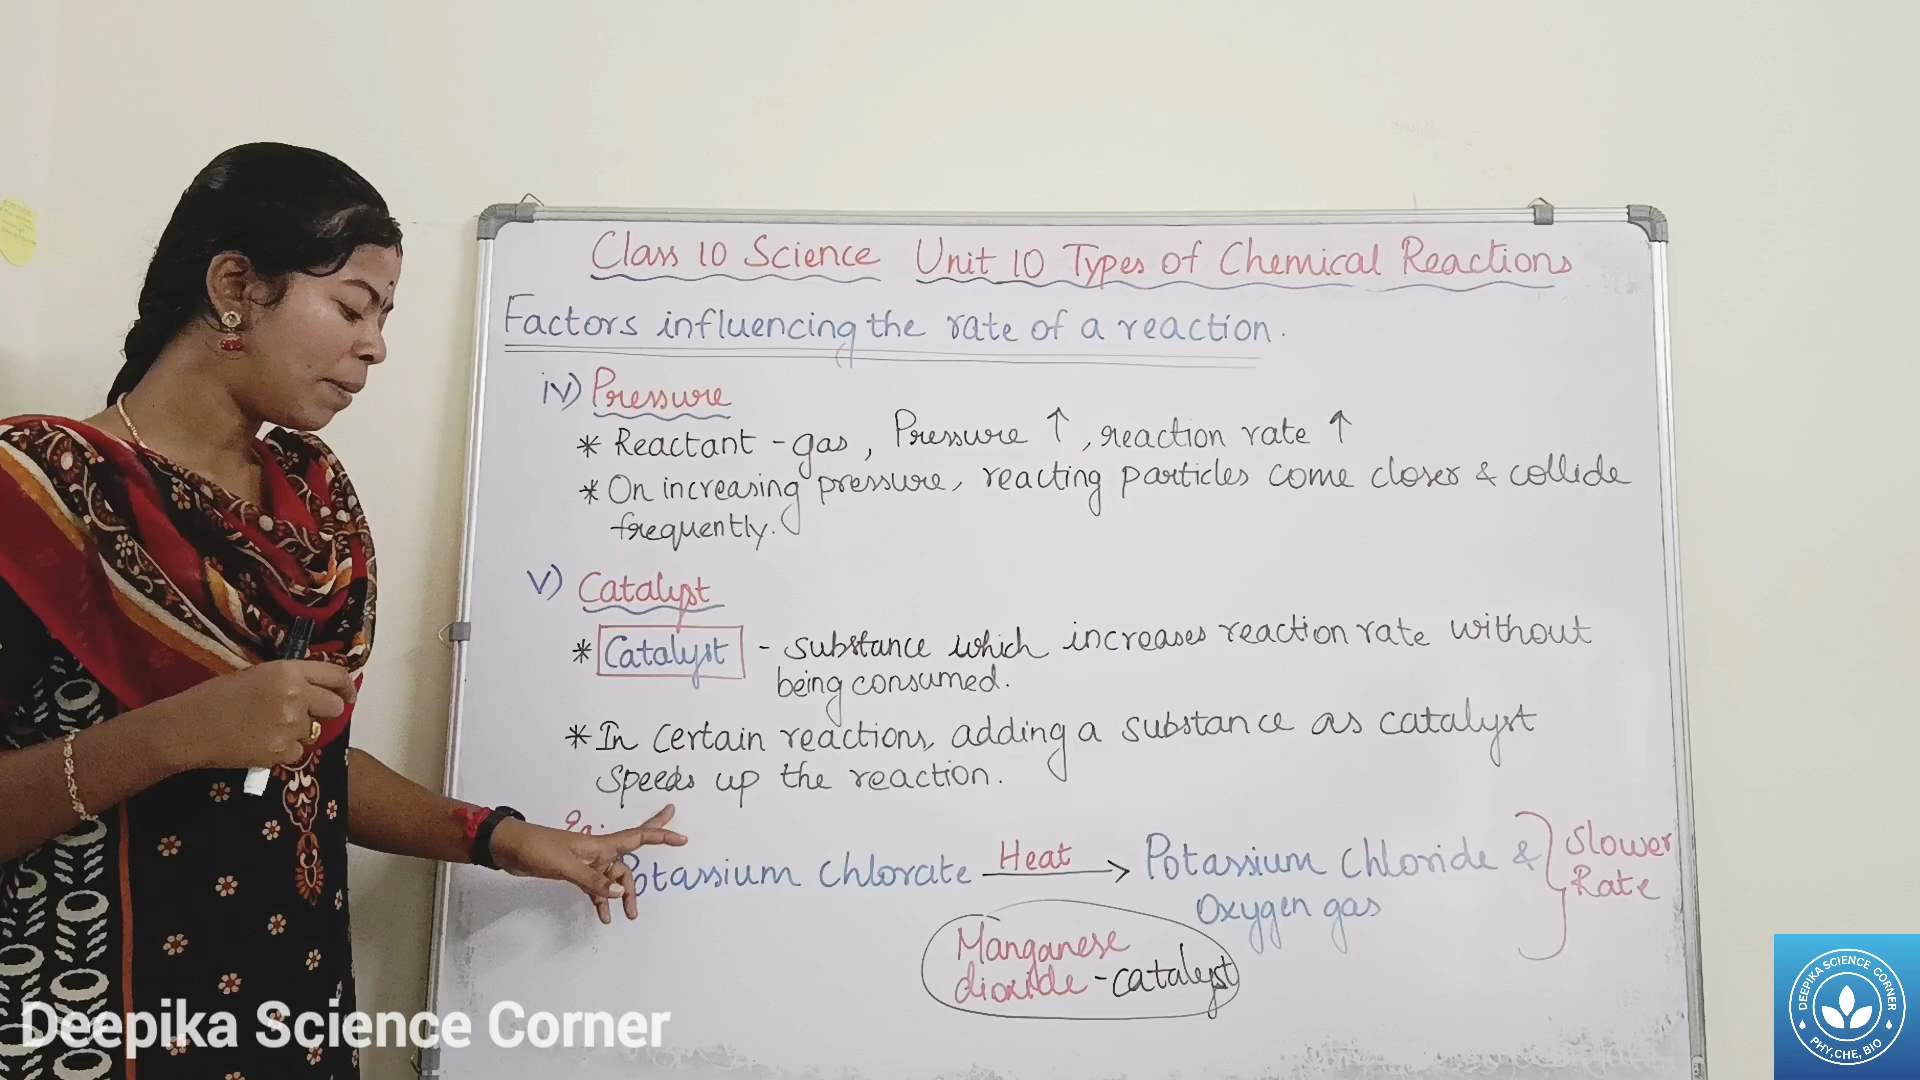 Class 10 Science Unit 10 Types of Chemical Reactions
Factors influencing the rate of a reaction.
iv) Pressure
* Reactant - gas, Pressure ↑, reaction rate ↑
* On increasing pressure, reacting particles come closer & collide
frequently.
v) Catalyst
* Catalyst - substance which increases reaction rate without
being consumed.
* In certain reactions, adding a substance as catalyst
speeds up the reaction.
Potassium chlorate Heat → Potassium chloride &
Oxygen gas
Slower
Rate
Manganese
dioxide - catalyst
Deepika Science Corner
DEEPIKA SCIENCE CORNER
PHY, CHE, BIO